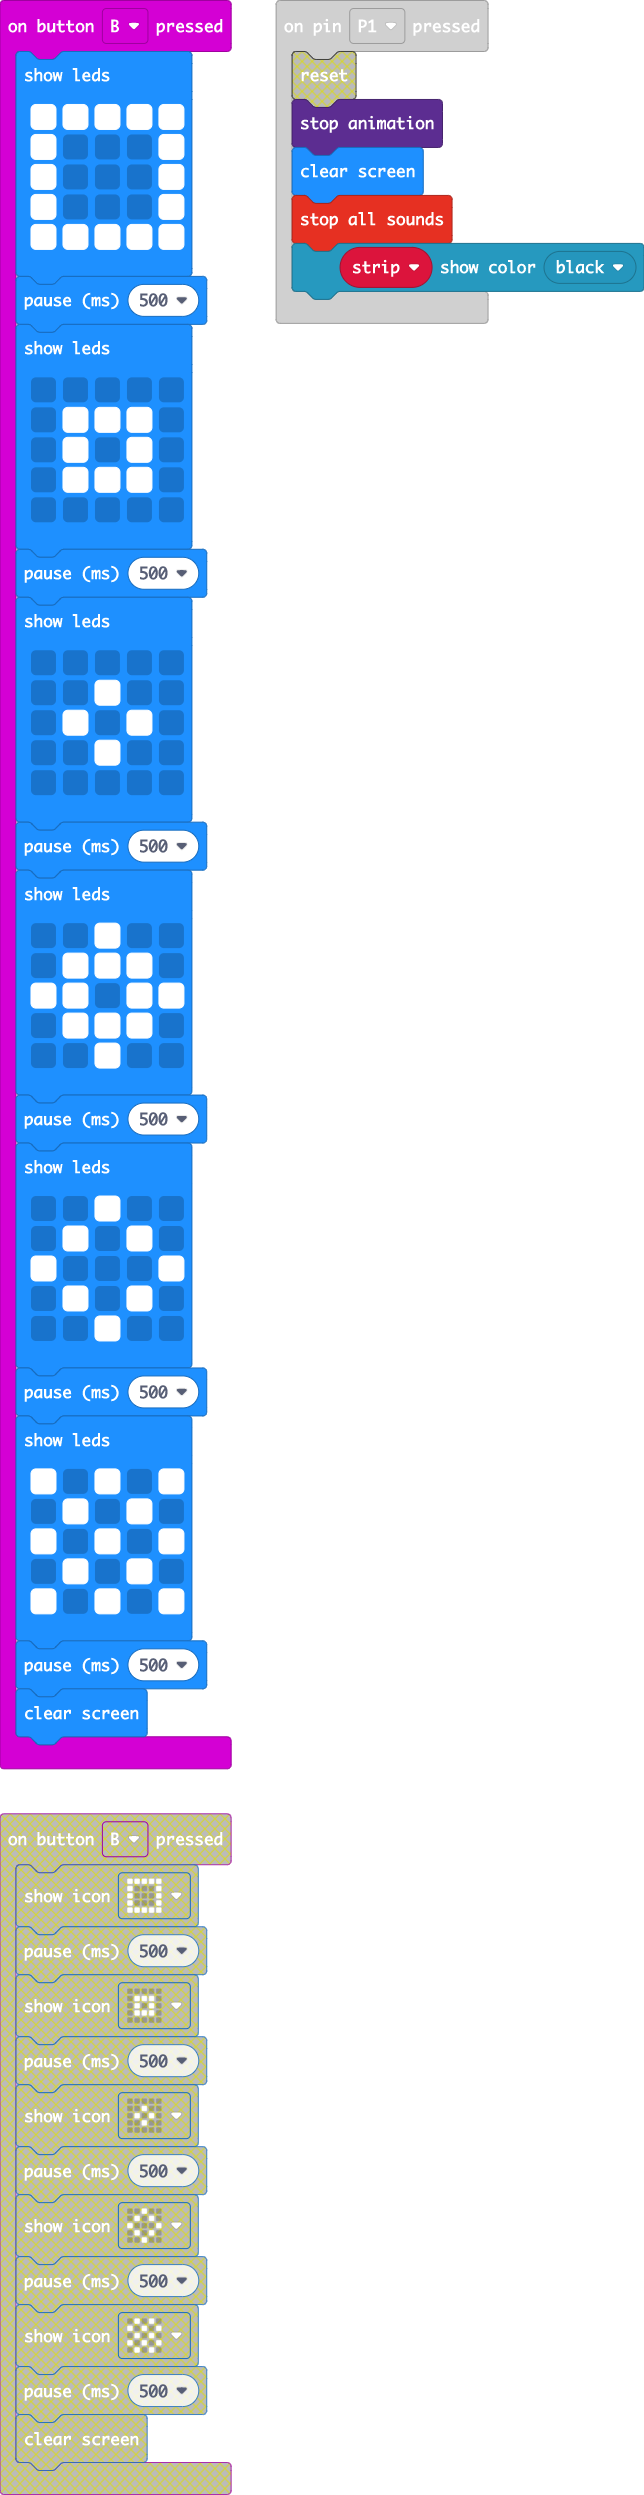 on button B pressed
show leds
pause (ms) 500
show leds
pause (ms) 500
show leds
pause (ms) 500
show leds
pause (ms) 500
show leds
pause (ms) 500
show leds
pause (ms) 500
clear screen
on pin P1 pressed
reset
stop animation
clear screen
stop all sounds
strip show color black
on button B pressed
show icon
pause (ms) 500
show icon
pause (ms) 500
show icon
pause (ms) 500
show icon
pause (ms) 500
show icon
pause (ms) 500
clear screen